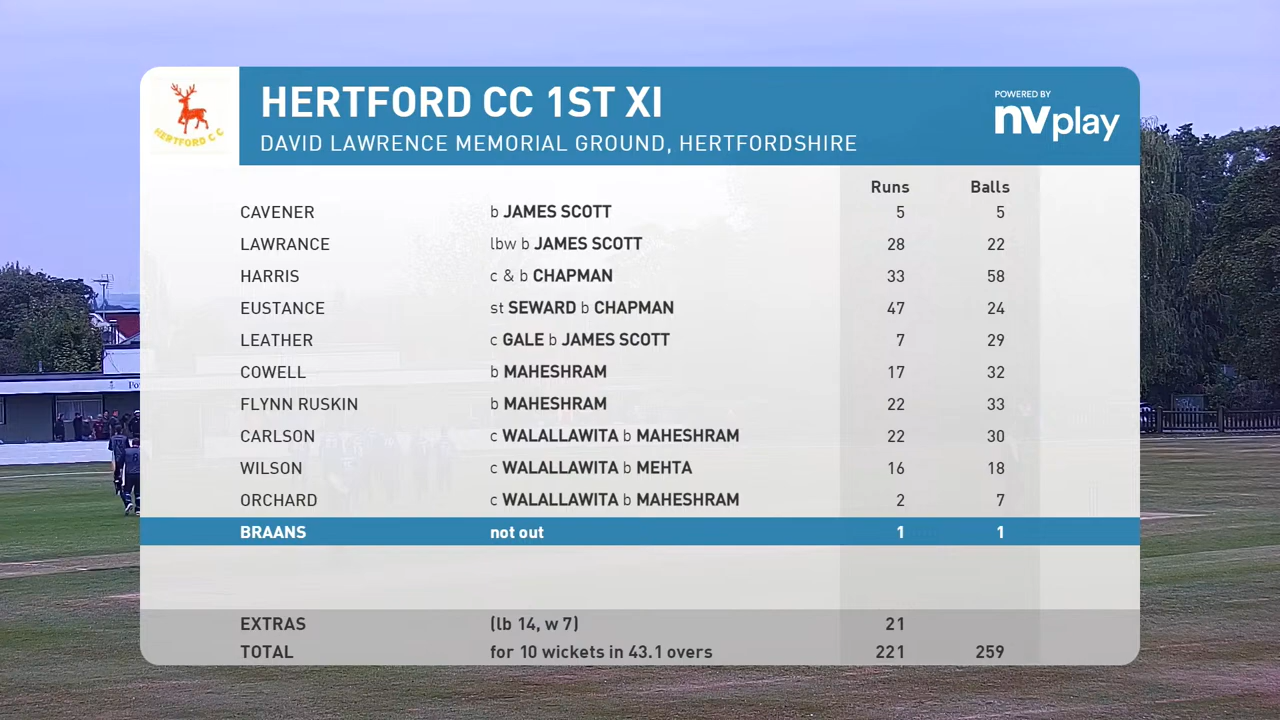 HERTFORD CC
HERTFORD CC 1ST XI
DAVID LAWRENCE MEMORIAL GROUND, HERTFORDSHIRE
POWERED BY
nvplay
Runs Balls
CAVENER b JAMES SCOTT 5 5
LAWRANCE lbw b JAMES SCOTT 28 22
HARRIS c & b CHAPMAN 33 58
EUSTANCE st SEWARD b CHAPMAN 47 24
LEATHER c GALE b JAMES SCOTT 7 29
COWELL b MAHESHRAM 17 32
FLYNN RUSKIN b MAHESHRAM 22 33
CARLSON c WALALLAWITA b MAHESHRAM 22 30
WILSON c WALALLAWITA b MEHTA 16 18
ORCHARD c WALALLAWITA b MAHESHRAM 2 7
BRAANS not out 1 1
EXTRAS (lb 14, w 7) 21
TOTAL for 10 wickets in 43.1 overs 221 259